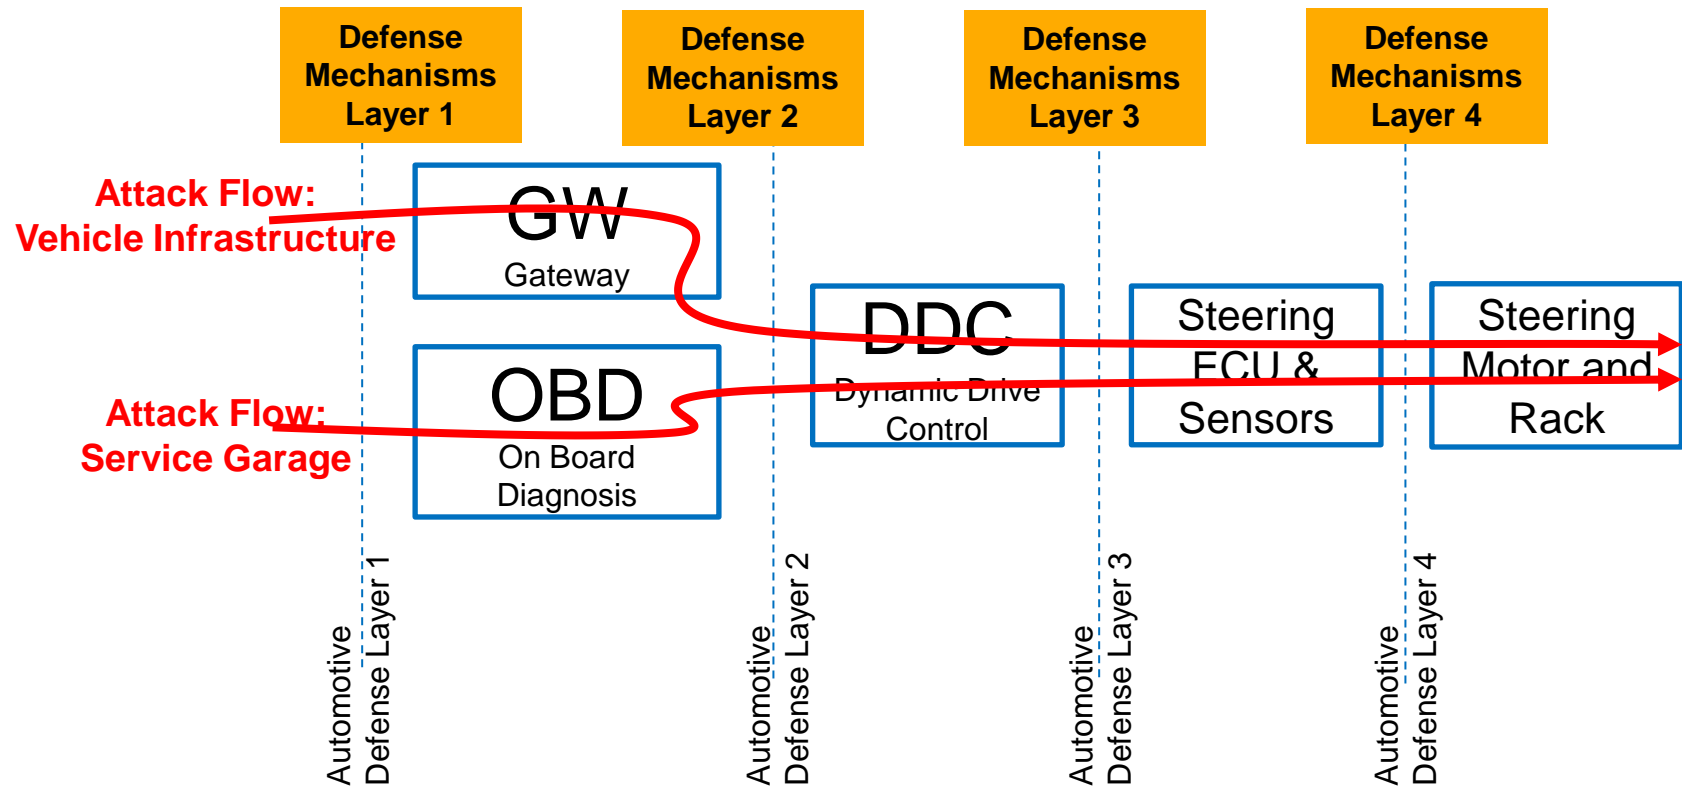 Defense
Mechanisms
Layer 1
Defense
Mechanisms
Layer 2
Defense
Mechanisms
Layer 3
Defense
Mechanisms
Layer 4
Attack Flow:
Vehicle Infrastructure
GW
Gateway
Attack Flow:
Service Garage
OBD
On Board
Diagnosis
DDC
Dynamic Drive
Control
Steering
ECU &
Sensors
Steering
Motor and
Rack
Automotive
Defense Layer 1
Automotive
Defense Layer 2
Automotive
Defense Layer 3
Automotive
Defense Layer 4